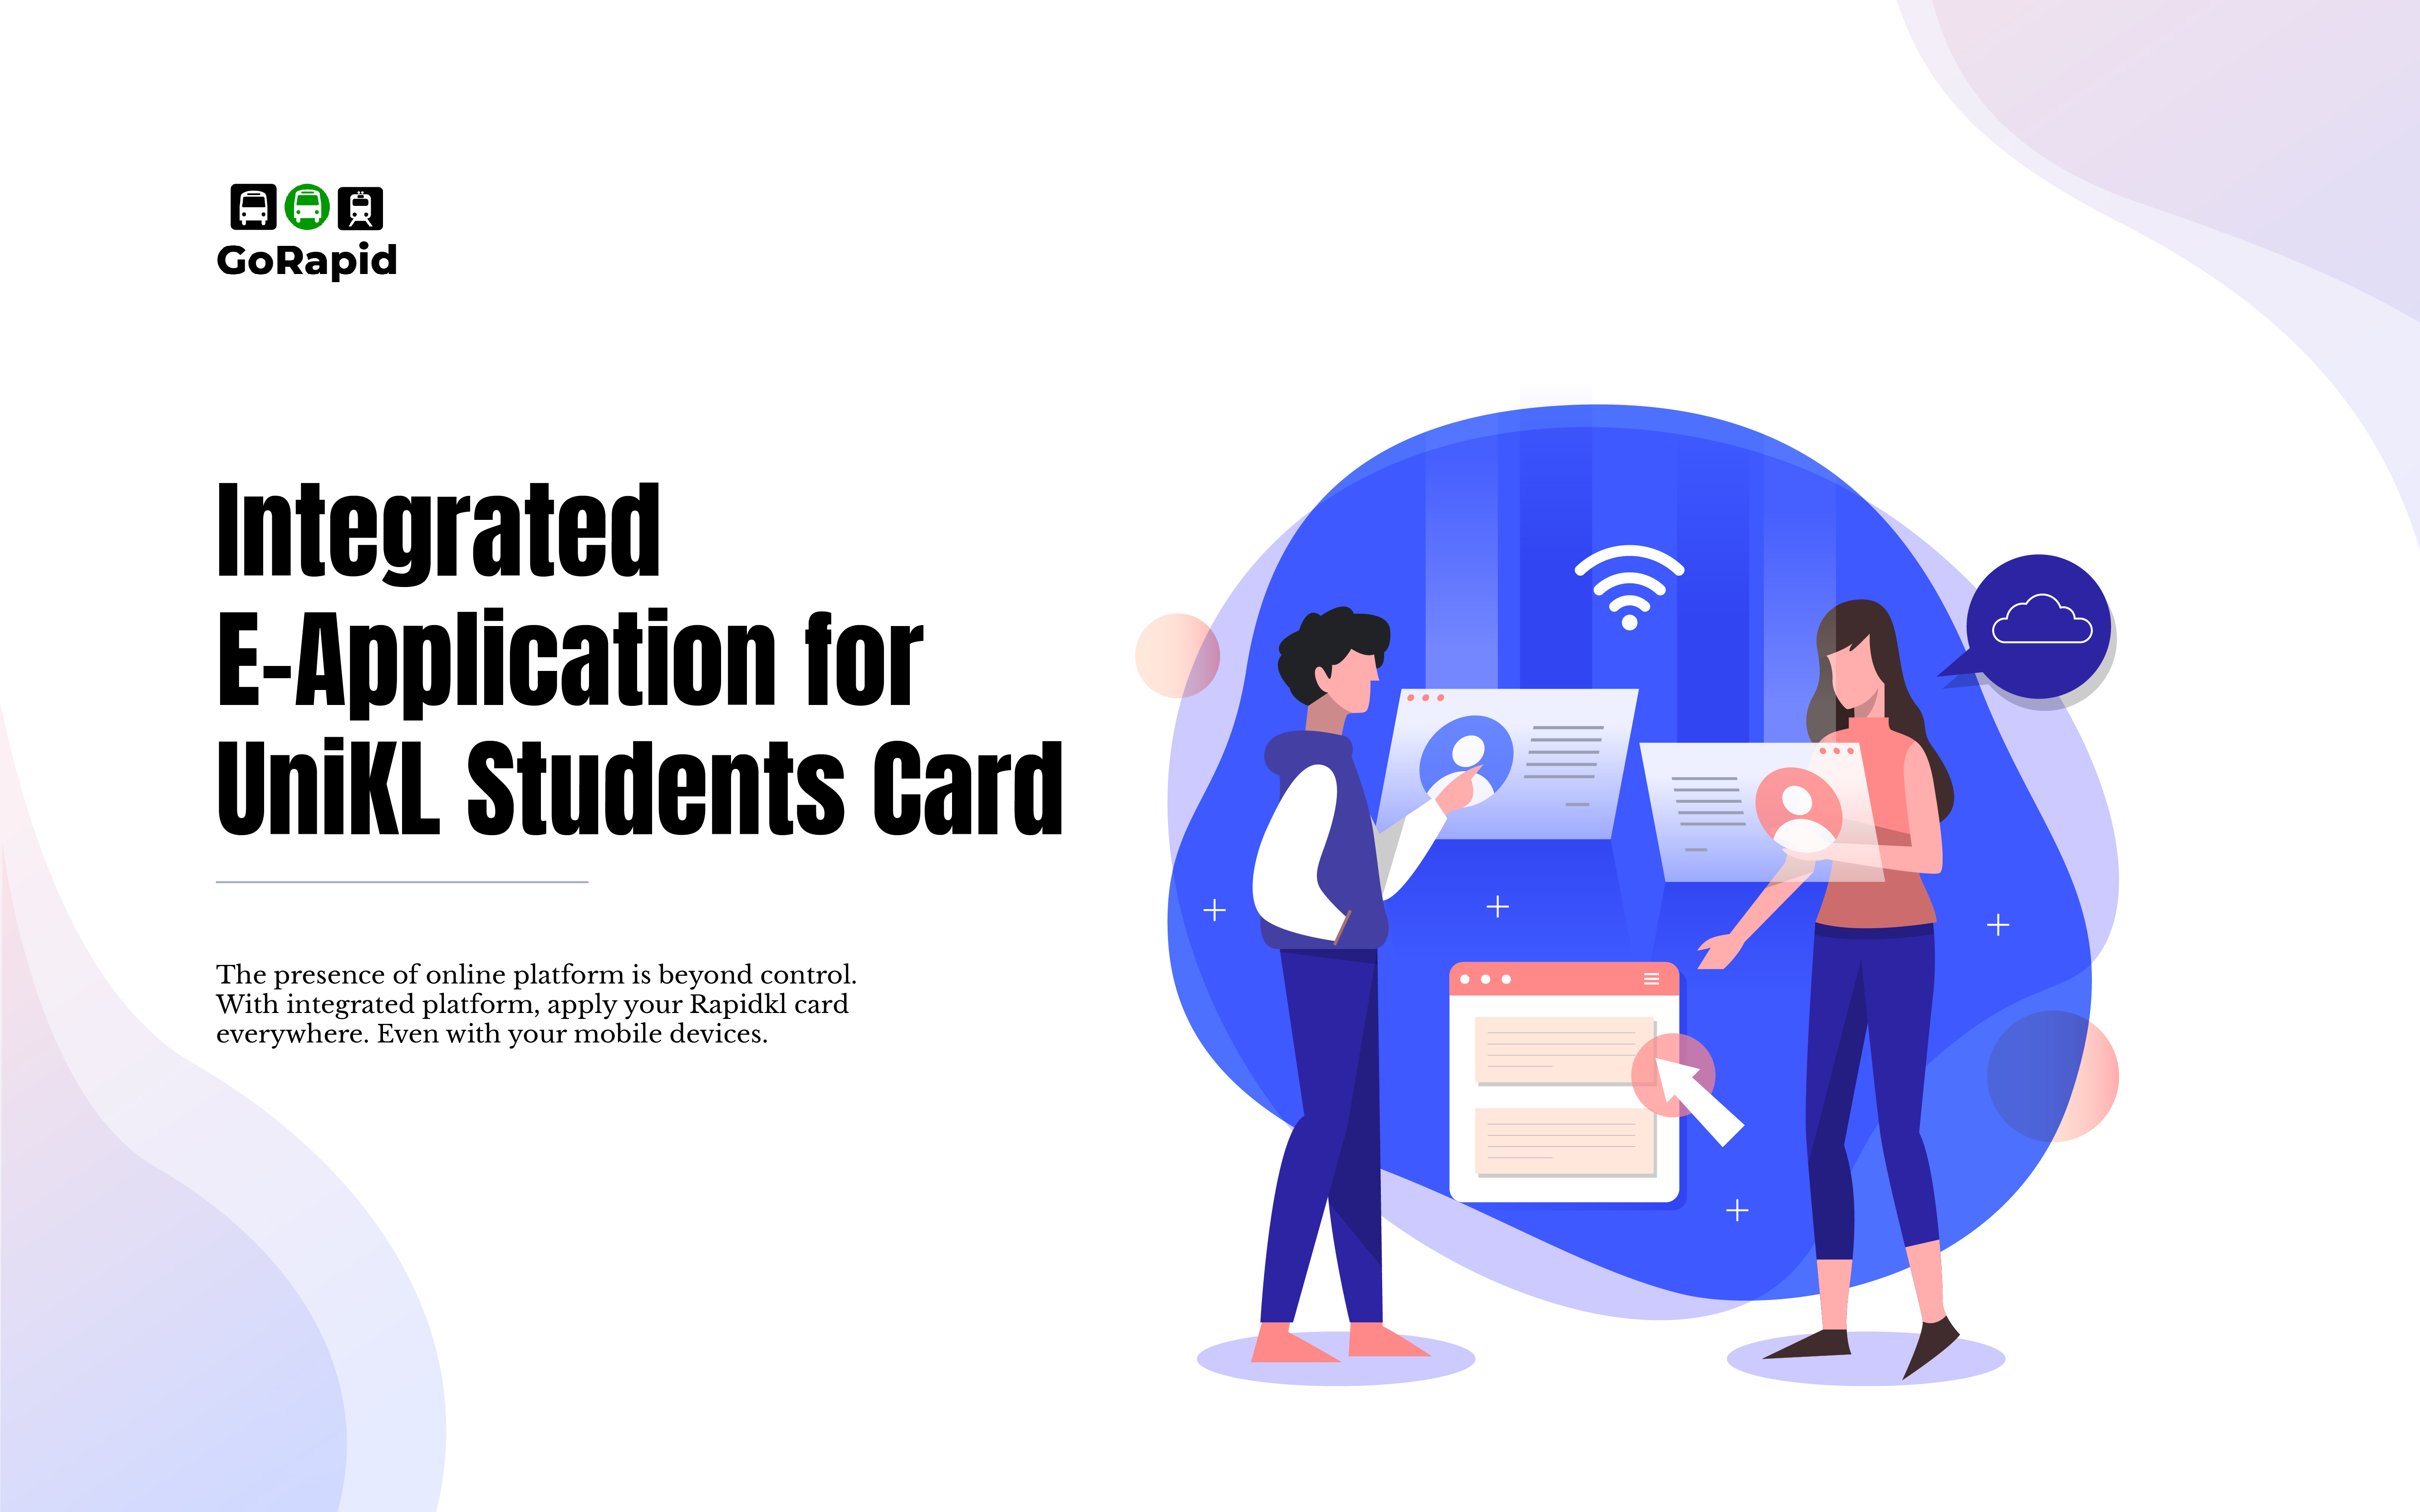 GoRapid
Integrated
E-Application for
UniKL Students Card
The presence of online platform is beyond control.
With integrated platform, apply your Rapidkl card
everywhere. Even with your mobile devices.